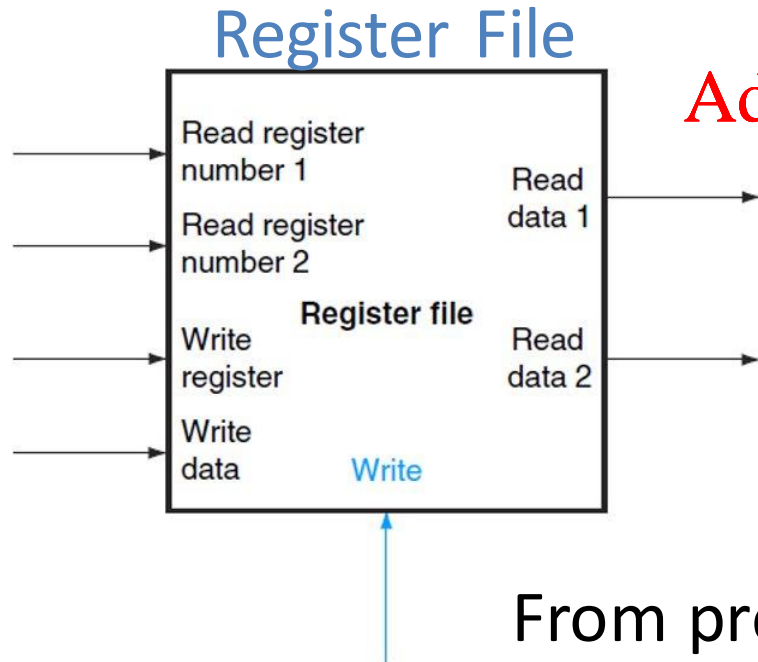 Register File
Read register
number 1
Read
data 1
Read register
number 2
Register file
Write
register
Read
data 2
Write
data
Write
From